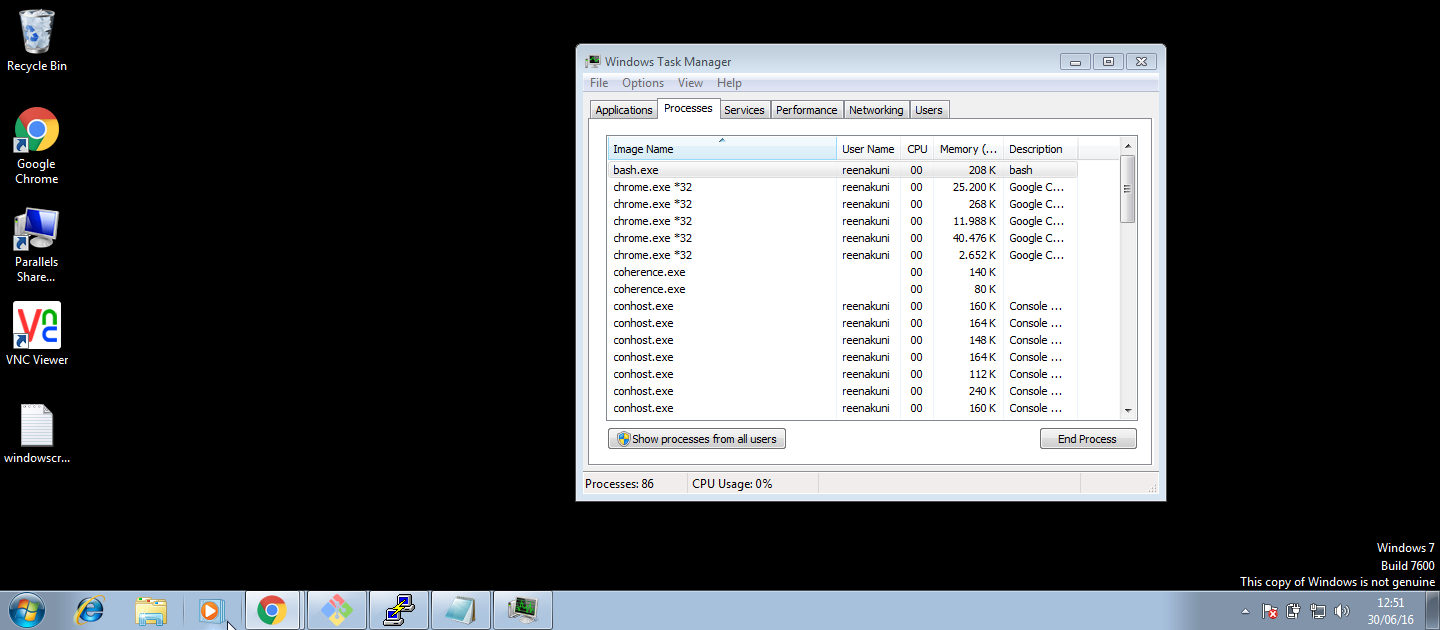 Recycle Bin
Google
Chrome
Parallels
Share...
VNC Viewer
windowscr...
Windows Task Manager
File Options View Help
Applications Processes Services Performance Networking Users
Image Name User Name CPU Memory (... Description
bash.exe reenakuni 00 208 K bash
chrome.exe *32 reenakuni 00 25.200 K Google C...
chrome.exe *32 reenakuni 00 268 K Google C...
chrome.exe *32 reenakuni 00 11.988 K Google C...
chrome.exe *32 reenakuni 00 40.476 K Google C...
chrome.exe *32 reenakuni 00 2.652 K Google C...
coherence.exe 00 140 K
coherence.exe 00 80 K
conhost.exe reenakuni 00 160 K Console ...
conhost.exe reenakuni 00 164 K Console ...
conhost.exe reenakuni 00 148 K Console ...
conhost.exe reenakuni 00 164 K Console ...
conhost.exe reenakuni 00 112 K Console ...
conhost.exe reenakuni 00 240 K Console ...
conhost.exe reenakuni 00 160 K Console ...
Show processes from all users End Process
Processes: 86 CPU Usage: 0%
Windows 7
Build 7600
This copy of Windows is not genuine
12:51
30/06/16